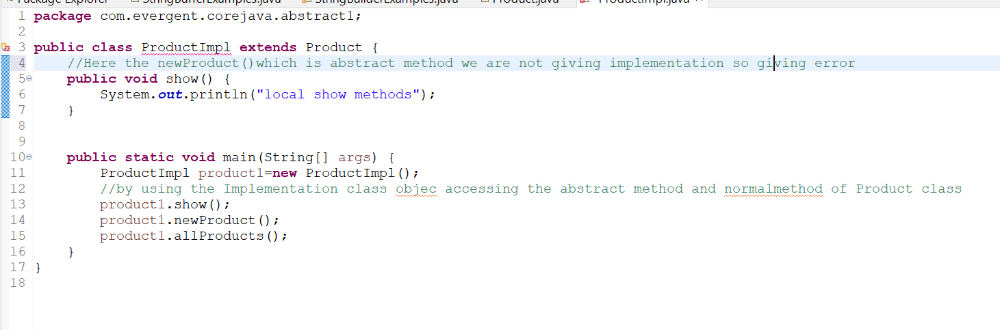 Package Explorer StringBufferExamples.java StringBuilderExamples.java Product.java *ProductImpl.java
1 package com.evergent.corejava.abstract1;
2
3 public class ProductImpl extends Product {
4 //Here the newProduct()which is abstract method we are not giving implementation so giving error
5 public void show() {
6 System.out.println("local show methods");
7 }
8
9
10 public static void main(String[] args) {
11 ProductImpl product1=new ProductImpl();
12 //by using the Implementation class objec accessing the abstract method and normalmethod of Product class
13 product1.show();
14 product1.newProduct();
15 product1.allProducts();
16 }
17 }
18